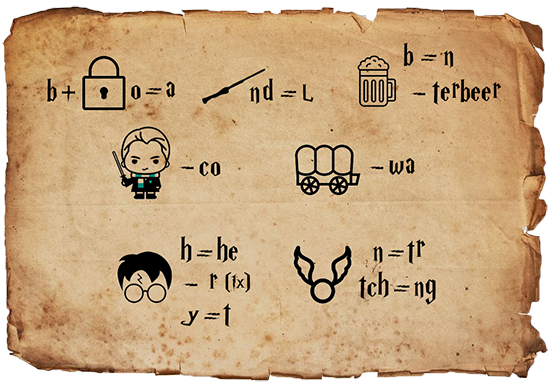 b+ o=a nd=L b=n
-terbeer
-co -wa
h=he
- r (1x)
y=t
n=tr
tch=ng